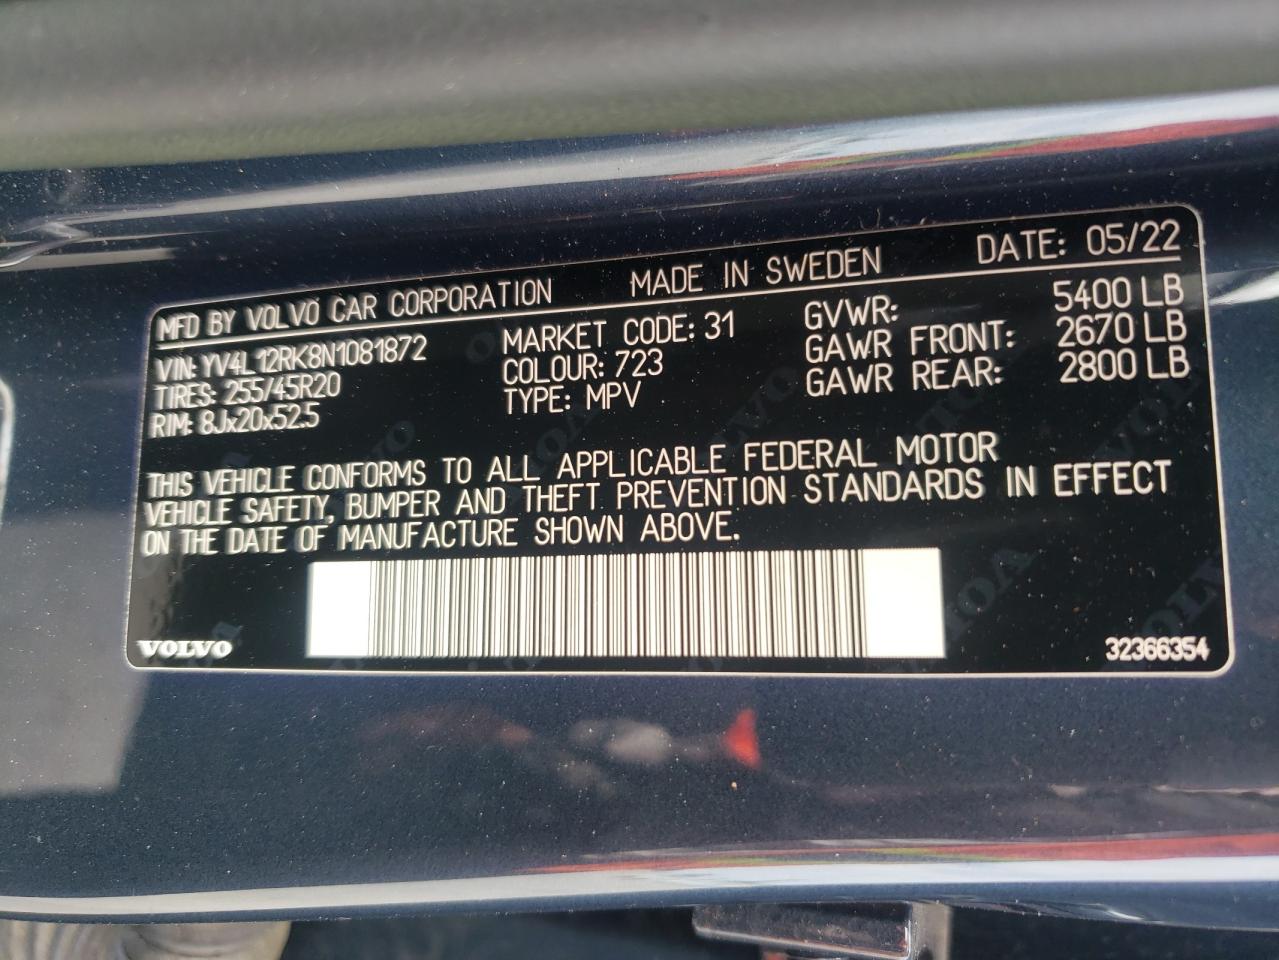 MFD BY VOLVO CAR CORPORATION MADE IN SWEDEN DATE: 05/22
VIN: YV4L12RK8N1081872 MARKET CODE: 31 GVWR: 5400 LB
TIRES: 255/45R20 COLOUR: 723 GAWR FRONT: 2670 LB
RIM: 8Jx20x52.5 TYPE: MPV GAWR REAR: 2800 LB
THIS VEHICLE CONFORMS TO ALL APPLICABLE FEDERAL MOTOR
VEHICLE SAFETY, BUMPER AND THEFT PREVENTION STANDARDS IN EFFECT
ON THE DATE OF MANUFACTURE SHOWN ABOVE.
VOLVO 32366354